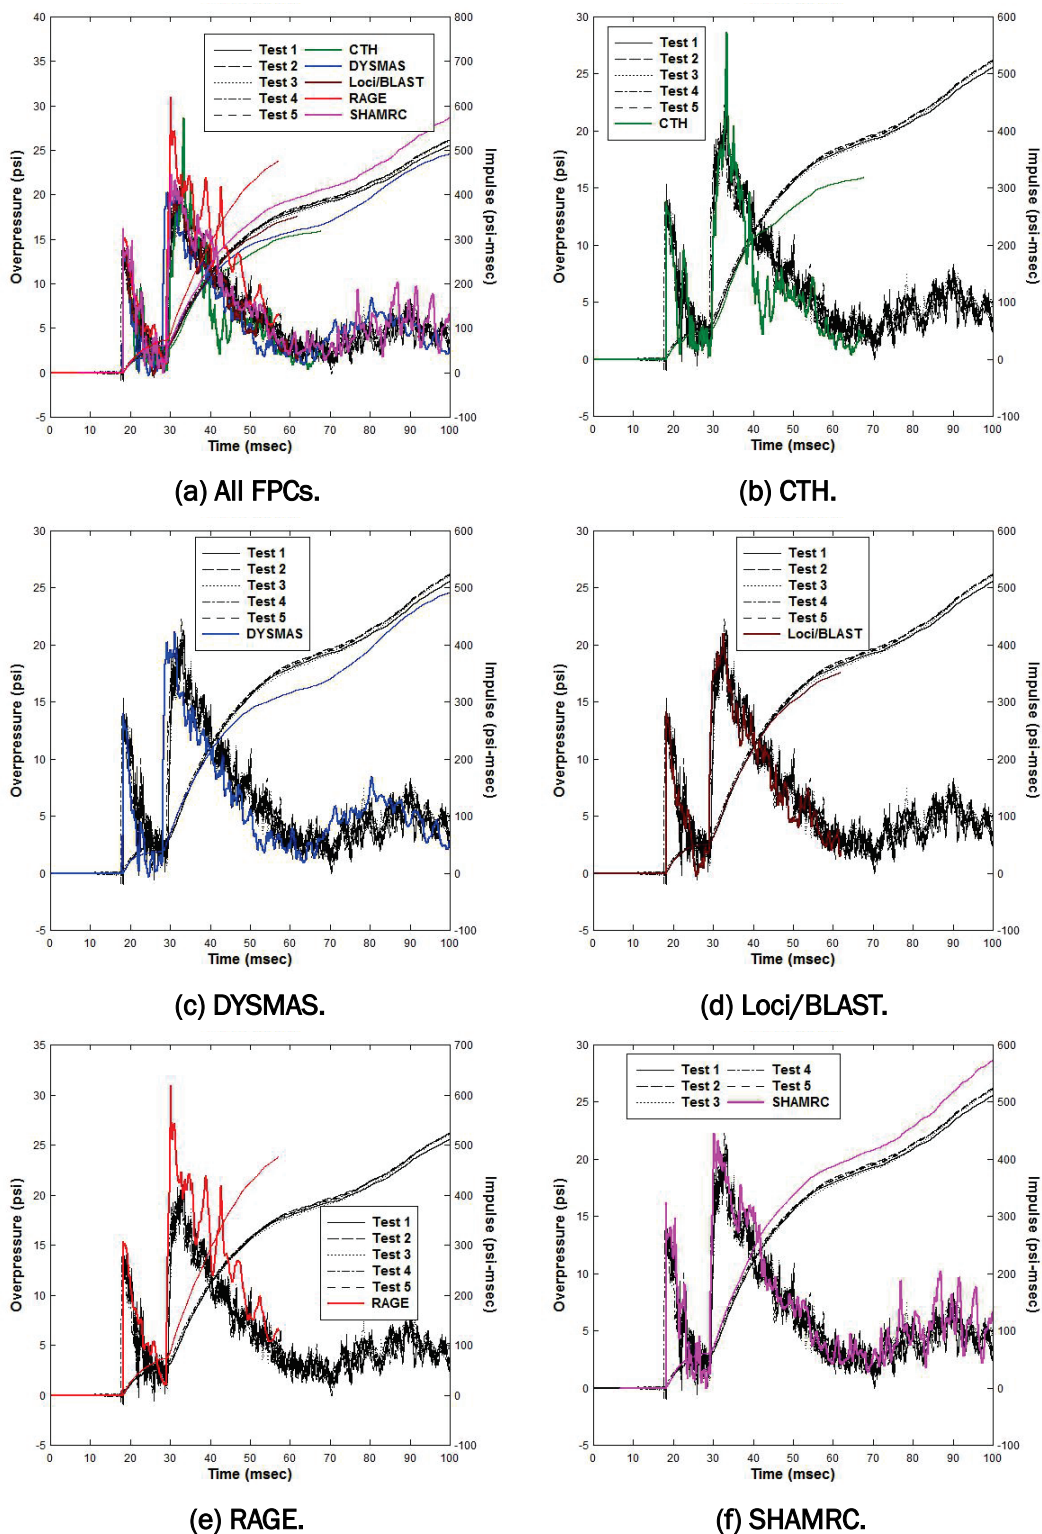 40
35
30
25
20
15
10
5
0
-5
800
700
600
500
400
300
200
100
0
-100
0 10 20 30 40 50 60 70 80 90 100
Overpressure (psi)
Impulse (psi-msec)
Time (msec)
Test 1 CTH
Test 2 DYSMAS
Test 3 Loci/BLAST
Test 4 RAGE
Test 5 SHAMRC
(a) All FPCs.
30
25
20
15
10
5
0
-5
600
500
400
300
200
100
0
-100
0 10 20 30 40 50 60 70 80 90 100
Overpressure (psi)
Impulse (psi-msec)
Time (msec)
Test 1
Test 2
Test 3
Test 4
Test 5
CTH
(b) CTH.
30
25
20
15
10
5
0
-5
600
500
400
300
200
100
0
-100
0 10 20 30 40 50 60 70 80 90 100
Overpressure (psi)
Impulse (psi-msec)
Time (msec)
Test 1
Test 2
Test 3
Test 4
Test 5
DYSMAS
(c) DYSMAS.
30
25
20
15
10
5
0
-5
600
500
400
300
200
100
0
-100
0 10 20 30 40 50 60 70 80 90 100
Overpressure (psi)
Impulse (psi-msec)
Time (msec)
Test 1
Test 2
Test 3
Test 4
Test 5
Loci/BLAST
(d) Loci/BLAST.
35
30
25
20
15
10
5
0
-5
700
600
500
400
300
200
100
0
-100
0 10 20 30 40 50 60 70 80 90 100
Overpressure (psi)
Impulse (psi-msec)
Time (msec)
Test 1
Test 2
Test 3
Test 4
Test 5
RAGE
(e) RAGE.
30
25
20
15
10
5
0
-5
600
500
400
300
200
100
0
-100
0 10 20 30 40 50 60 70 80 90 100
Overpressure (psi)
Impulse (psi-msec)
Time (msec)
Test 1 Test 4
Test 2 Test 5
Test 3 SHAMRC
(f) SHAMRC.